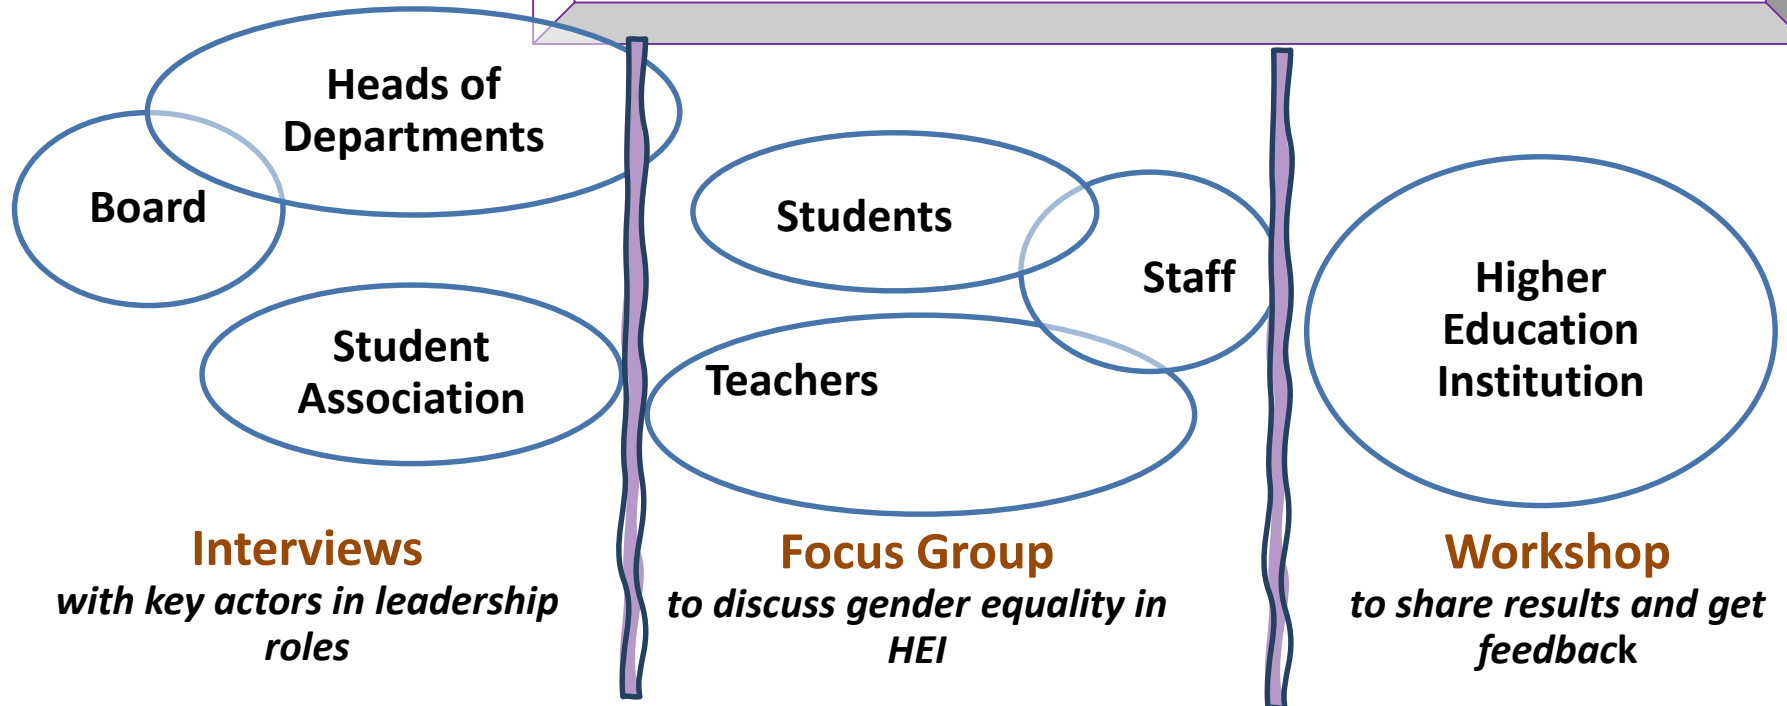 Heads of
Departments
Board
Student
Association
Interviews
with key actors in leadership
roles
Students
Staff
Teachers
Focus Group
to discuss gender equality in
HEI
Higher
Education
Institution
Workshop
to share results and get
feedback